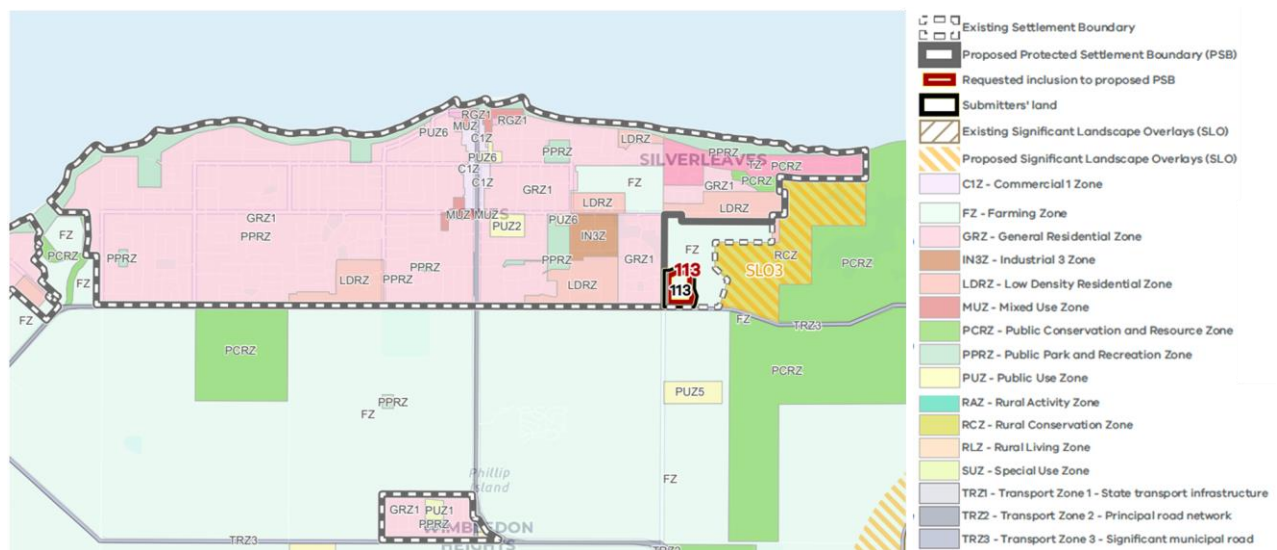 RGZ1
MUZ
RGZ1
PUZ6
C1Z
LDRZ
PPRZ
PPRZ
SILVERLEAVES
PUZ6
TZ
PCRZ
C1Z
FZ
GRZ1
PCRZ
C1Z
GRZ1
LDRZ
LDRZ
GRZ1
MUZ
MUZ
PUZ6
FZ
PUZ2
PPRZ
IN3Z
FZ
PCRZ
PPRZ
PPRZ
GRZ1
RCZ
PCRZ
PPRZ
SLO3
113
LDRZ
PPRZ
LDRZ
113
FZ
FZ
FZ
TRZ3
PCRZ
PCRZ
PUZ5
PPRZ
FZ
Phillip
Island
FZ
GRZ1
PUZ1
PPRZ
WIMBLEDON
HEIGHTS
TRZ3
TRZ3
Existing Settlement Boundary
Proposed Protected Settlement Boundary (PSB)
Requested inclusion to proposed PSB
Submitters' land
Existing Significant Landscape Overlays (SLO)
Proposed Significant Landscape Overlays (SLO)
C1Z - Commercial 1 Zone
FZ - Farming Zone
GRZ - General Residential Zone
IN3Z - Industrial 3 Zone
LDRZ - Low Density Residential Zone
MUZ - Mixed Use Zone
PCRZ - Public Conservation and Resource Zone
PPRZ - Public Park and Recreation Zone
PUZ - Public Use Zone
RAZ - Rural Activity Zone
RCZ - Rural Conservation Zone
RLZ - Rural Living Zone
SUZ - Special Use Zone
TRZ1 - Transport Zone 1 - State transport infrastructure
TRZ2 - Transport Zone 2 - Principal road network
TRZ3 - Transport Zone 3 - Significant municipal road